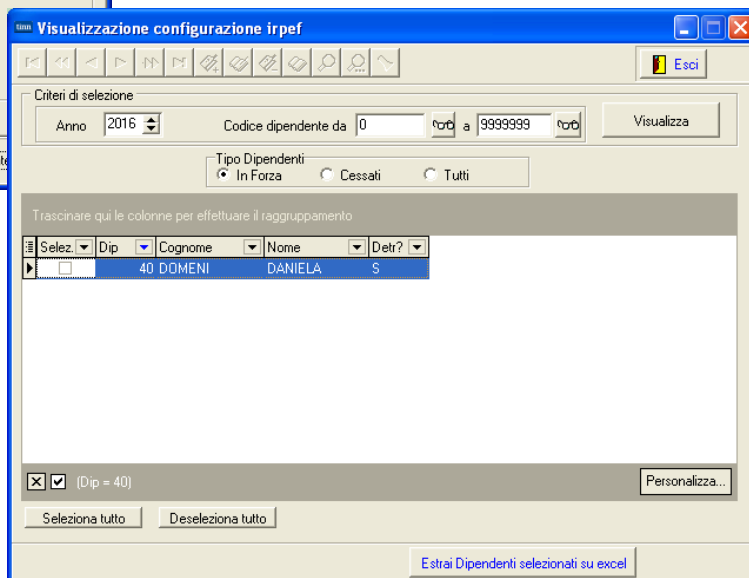 Visualizzazione configurazione irpef
Esci
Criteri di selezione
Anno 2016 Codice dipendente da 0 a 9999999 Visualizza
Tipo Dipendenti
In Forza Cessati Tutti
Trascinare qui le colonne per effettuare il raggruppamento
Selez. Dip Cognome Nome Detr?
40 DOMENI DANIELA S
(Dip = 40)
Personalizza...
Seleziona tutto Deseleziona tutto
Estrai Dipendenti selezionati su excel